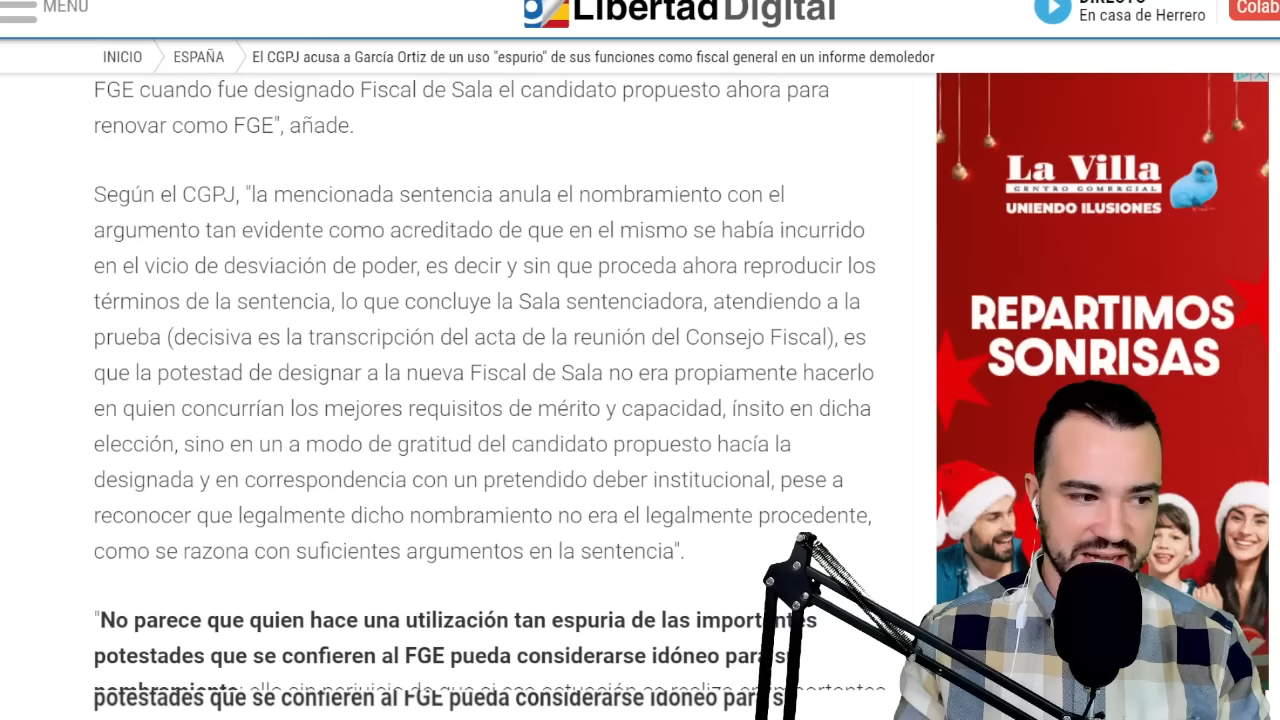 MENÚ
Libertad Digital
DIRECTO
En casa de Herrero
Colab
INICIO
ESPAÑA
El CGPJ acusa a García Ortiz de un uso "espurio" de sus funciones como fiscal general en un informe demoledor
FGE cuando fue designado Fiscal de Sala el candidato propuesto ahora para
renovar como FGE", añade.
Según el CGPJ, "la mencionada sentencia anula el nombramiento con el
argumento tan evidente como acreditado de que en el mismo se había incurrido
en el vicio de desviación de poder, es decir y sin que proceda ahora reproducir los
términos de la sentencia, lo que concluye la Sala sentenciadora, atendiendo a la
prueba (decisiva es la transcripción del acta de la reunión del Consejo Fiscal), es
que la potestad de designar a la nueva Fiscal de Sala no era propiamente hacerlo
en quien concurrían los mejores requisitos de mérito y capacidad, ínsito en dicha
elección, sino en un a modo de gratitud del candidato propuesto hacía la
designada y en correspondencia con un pretendido deber institucional, pese a
reconocer que legalmente dicho nombramiento no era el legalmente procedente,
como se razona con suficientes argumentos en la sentencia".
"No parece que quien hace una utilización tan espuria de las importantes
potestades que se confieren al FGE pueda considerarse idóneo para su
potestades que se confieren al FGE pueda considerarse idóneo para s
La Villa
CENTRO COMERCIAL
UNIENDO ILUSIONES
REPARTIMOS
SONRISAS